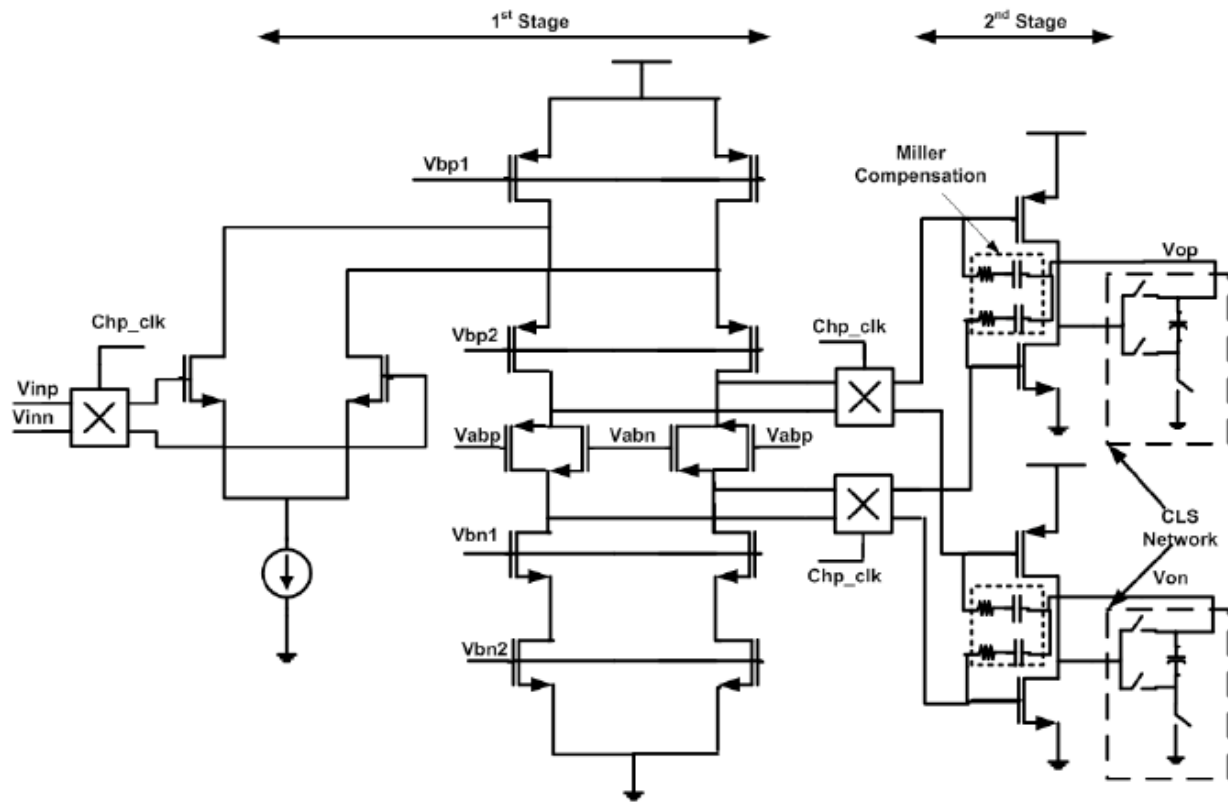 1st Stage
2nd Stage
Vbp1
Miller
Compensation
Vop
Chp_clk
Vbp2
Chp_clk
Vinp
Vinn
Vabp
Vabn
Vabp
CLS
Network
Vbn1
Chp_clk
Von
Vbn2